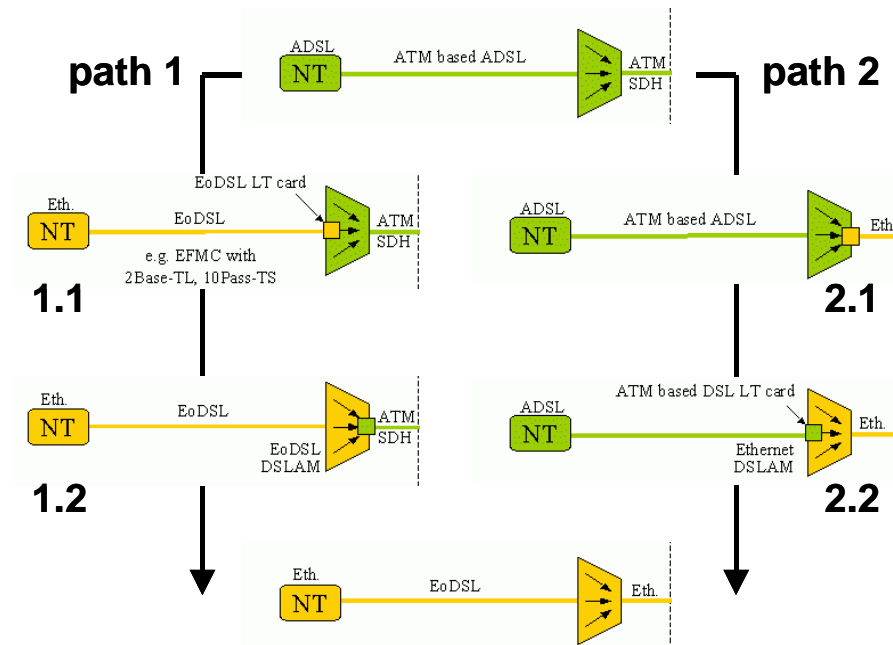 path 1
ADSL
NT
ATM based ADSL
ATM
SDH
path 2
Eth.
NT
EoDSL LT card
EoDSL
e.g. EFMC with
2Base-TL, 10Pass-TS
ATM
SDH
1.1
ADSL
NT
ATM based ADSL
Eth
2.1
Eth.
NT
EoDSL
EoDSL
DSLAM
ATM
SDH
1.2
ADSL
NT
ATM based DSL LT card
Ethernet
DSLAM
Eth.
2.2
Eth.
NT
EoDSL
Eth.